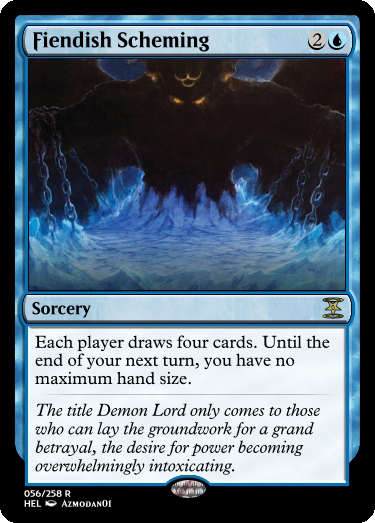 Fiendish Scheming 2
Sorcery
Each player draws four cards. Until the
end of your next turn, you have no
maximum hand size.
The title Demon Lord only comes to those
who can lay the groundwork for a grand
betrayal, the desire for power becoming
overwhelmingly intoxicating.
056/258 R
HEL AZMODAN01